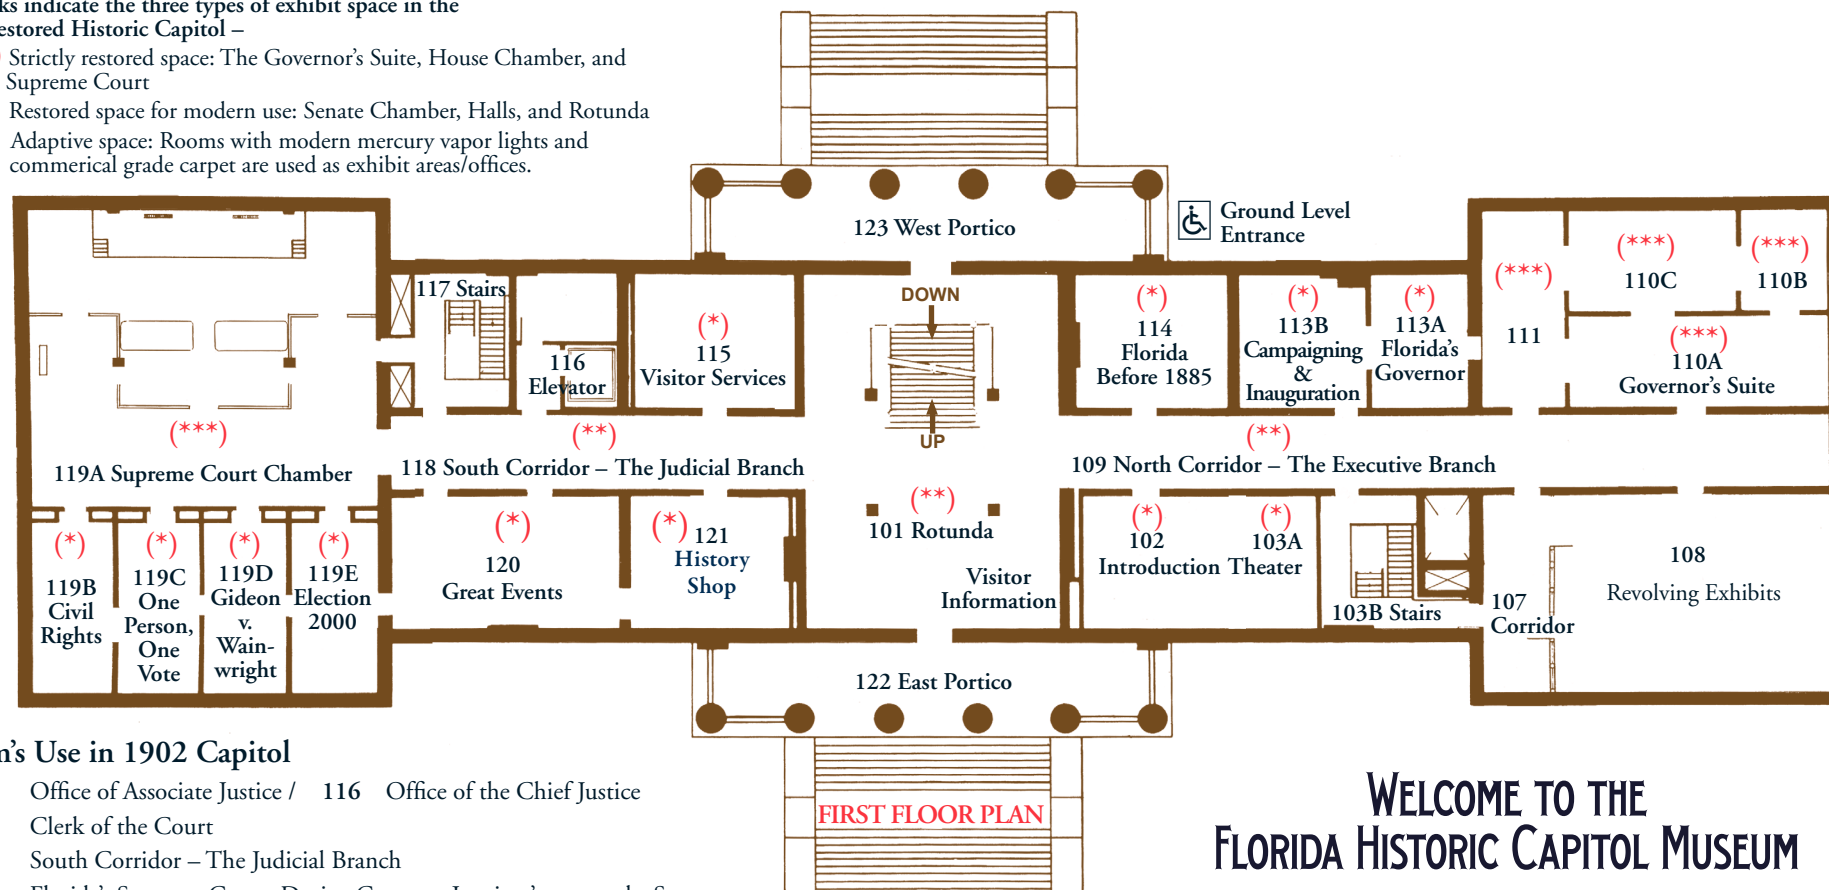 ks indicate the three types of exhibit space in the
estored Historic Capitol –
Strictly restored space: The Governor's Suite, House Chamber, and
Supreme Court
Restored space for modern use: Senate Chamber, Halls, and Rotunda
Adaptive space: Rooms with modern mercury vapor lights and
commerical grade carpet are used as exhibit areas/offices.
123 West Portico
Ground Level
Entrance
117 Stairs
116
Elevator
(*)
115
Visitor Services
DOWN
UP
(*)
114
Florida
Before 1885
(*)
113B
Campaigning
&
Inauguration
(*)
113A
Florida's
Governor
(***)
111
(***)
110C
(***)
110B
(***)
110A
Governor's Suite
(***)
119A Supreme Court Chamber
(**)
118 South Corridor – The Judicial Branch
(**)
101 Rotunda
Visitor
Information
(**)
109 North Corridor – The Executive Branch
(*)
119B
Civil
Rights
(*)
119C
One
Person,
One
Vote
(*)
119D
Gideon
v.
Wain-
wright
(*)
119E
Election
2000
(*)
120
Great Events
(*) 121
History
Shop
(*) (*)
102 103A
Introduction Theater
103B Stairs
107
Corridor
108
Revolving Exhibits
122 East Portico
FIRST FLOOR PLAN
m's Use in 1902 Capitol
Office of Associate Justice / 116 Office of the Chief Justice
Clerk of the Court
South Corridor – The Judicial Branch
WELCOME TO THE
FLORIDA HISTORIC CAPITOL MUSEUM